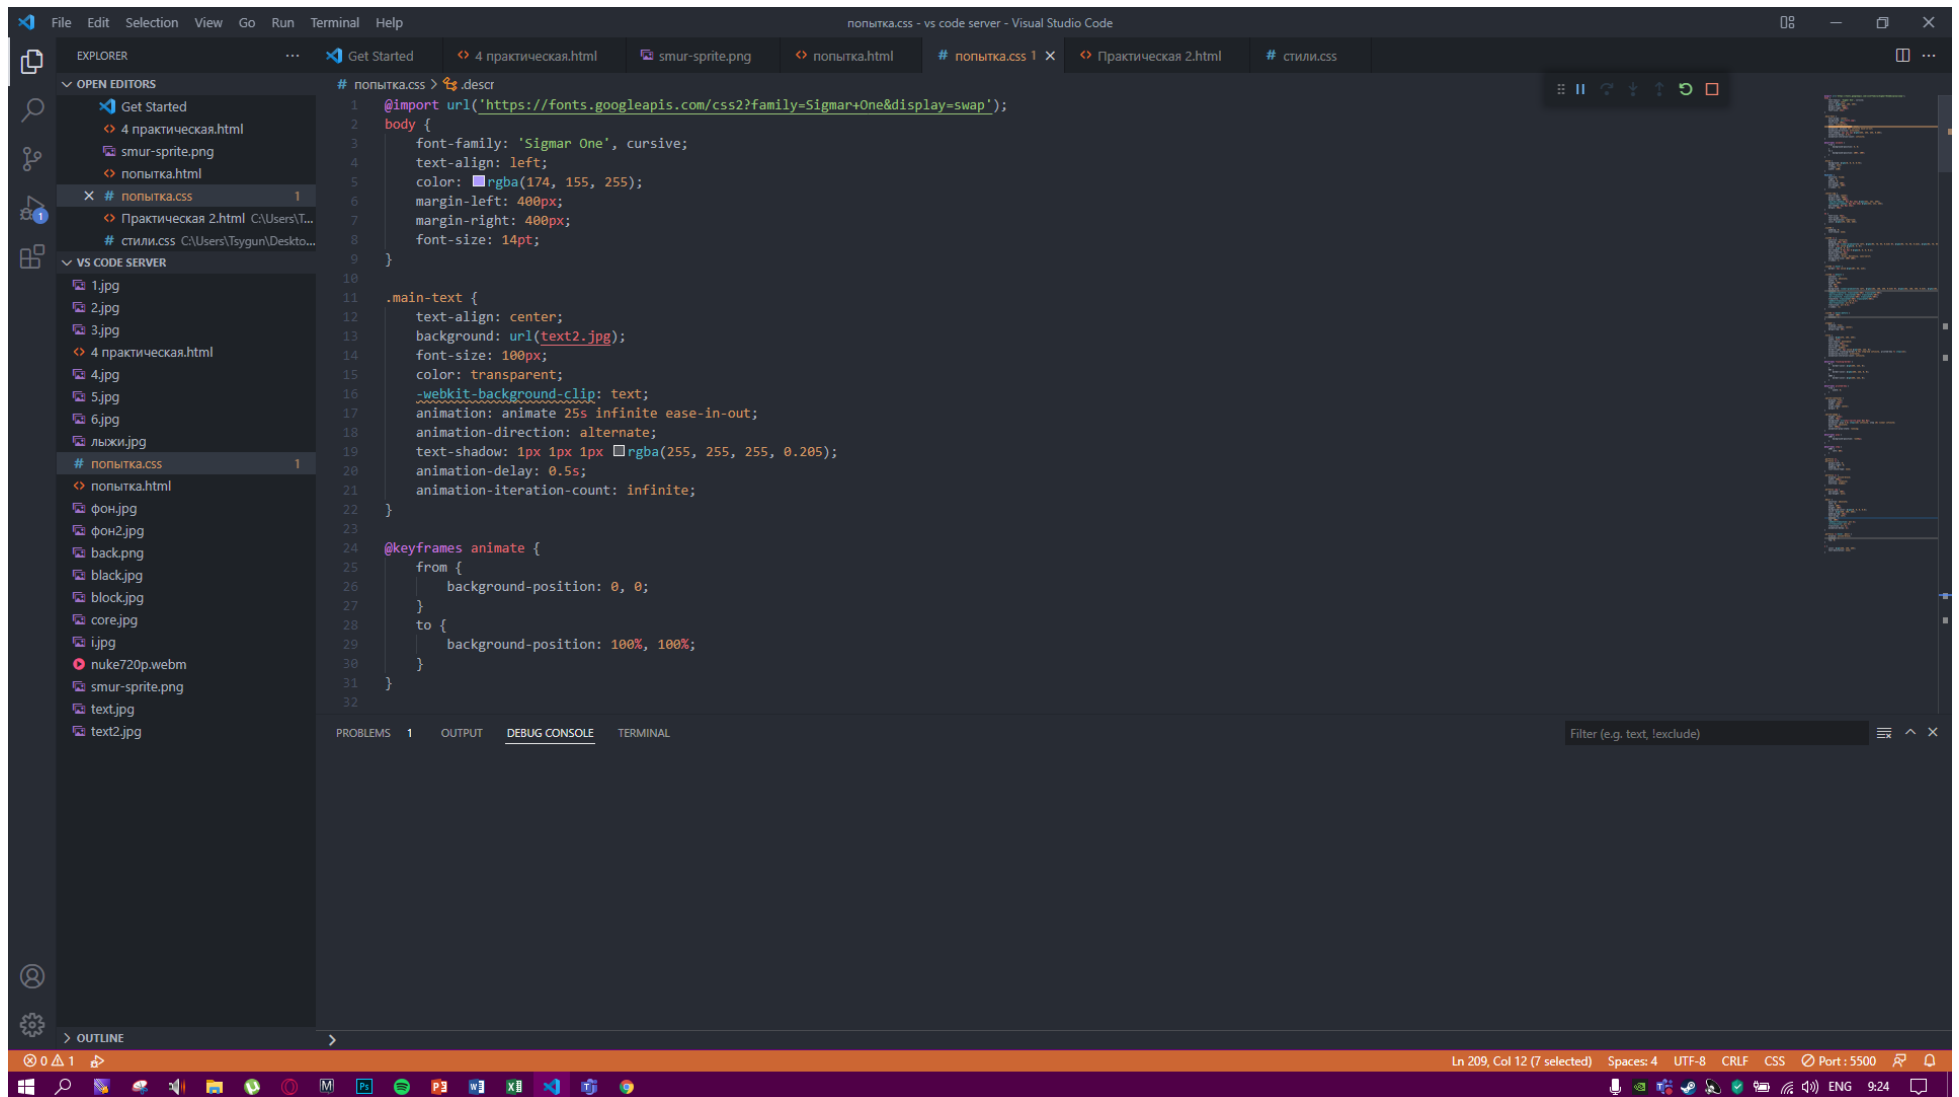 File Edit Selection View Go Run Terminal Help
попытка.css - vs code server - Visual Studio Code
EXPLORER
Get Started
4 практическая.html
smur-sprite.png
попытка.html
попытка.css 1
Практическая 2.html
стили.css
OPEN EDITORS
Get Started
4 практическая.html
smur-sprite.png
попытка.html
попытка.css 1
Практическая 2.html C:\Users\T...
стили.css C:\Users\Tsygun\Deskto...
VS CODE SERVER
1.jpg
2.jpg
3.jpg
4 практическая.html
4.jpg
5.jpg
6.jpg
лыжи.jpg
попытка.css 1
попытка.html
фон.jpg
фон2.jpg
back.png
black.jpg
block.jpg
core.jpg
i.jpg
nuke720p.webm
smur-sprite.png
text.jpg
text2.jpg
OUTLINE
# попытка.css > .descr
1 @import url('https://fonts.googleapis.com/css2?family=Sigmar+One&display=swap');
2 body {
3 font-family: 'Sigmar One', cursive;
4 text-align: left;
5 color: rgba(174, 155, 255);
6 margin-left: 400px;
7 margin-right: 400px;
8 font-size: 14pt;
9 }
10
11 .main-text {
12 text-align: center;
13 background: url(text2.jpg);
14 font-size: 100px;
15 color: transparent;
16 -webkit-background-clip: text;
17 animation: animate 25s infinite ease-in-out;
18 animation-direction: alternate;
19 text-shadow: 1px 1px 1px rgba(255, 255, 255, 0.205);
20 animation-delay: 0.5s;
21 animation-iteration-count: infinite;
22 }
23
24 @keyframes animate {
25 from {
26 background-position: 0, 0;
27 }
28 to {
29 background-position: 100%, 100%;
30 }
31 }
32
PROBLEMS 1 OUTPUT DEBUG CONSOLE TERMINAL
Filter (e.g. text, !exclude)
0 1
Ln 209, Col 12 (7 selected) Spaces: 4 UTF-8 CRLF CSS Port : 5500
ENG 9:24